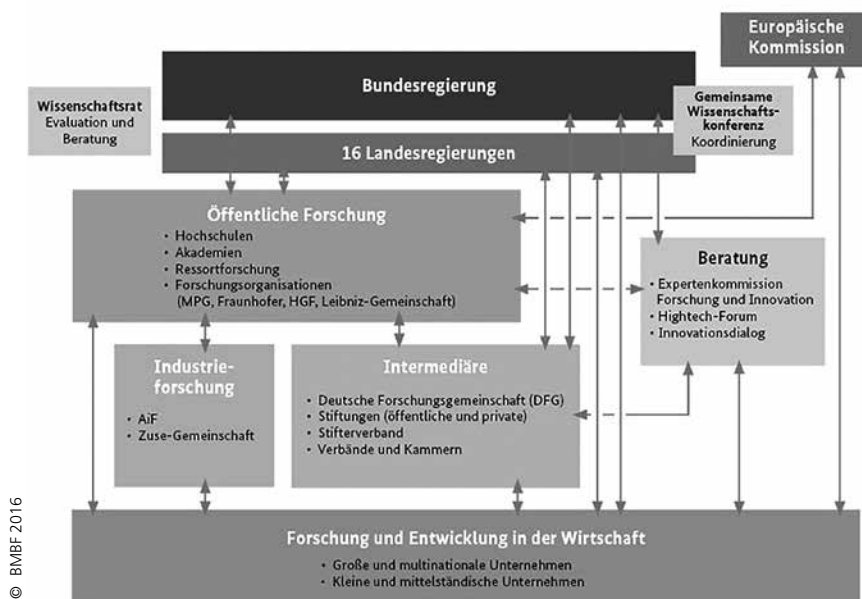 Europäische
Kommission
Bundesregierung
Wissenschaftsrat
Evaluation und
Beratung
Gemeinsame
Wissenschafts-
konferenz
Koordinierung
16 Landesregierungen
Öffentliche Forschung
• Hochschulen
• Akademien
• Ressortforschung
• Forschungsorganisationen
(MPG, Fraunhofer, HGF, Leibniz-Gemeinschaft)
Beratung
• Expertenkommission
Forschung und Innovation
• Hightech-Forum
• Innovationsdialog
Industrie-
forschung
• AiF
• Zuse-Gemeinschaft
Intermediäre
• Deutsche Forschungsgemeinschaft (DFG)
• Stiftungen (öffentliche und private)
• Stifterverband
• Verbände und Kammern
Forschung und Entwicklung in der Wirtschaft
• Große und multinationale Unternehmen
• Kleine und mittelständische Unternehmen
© BMBF 2016